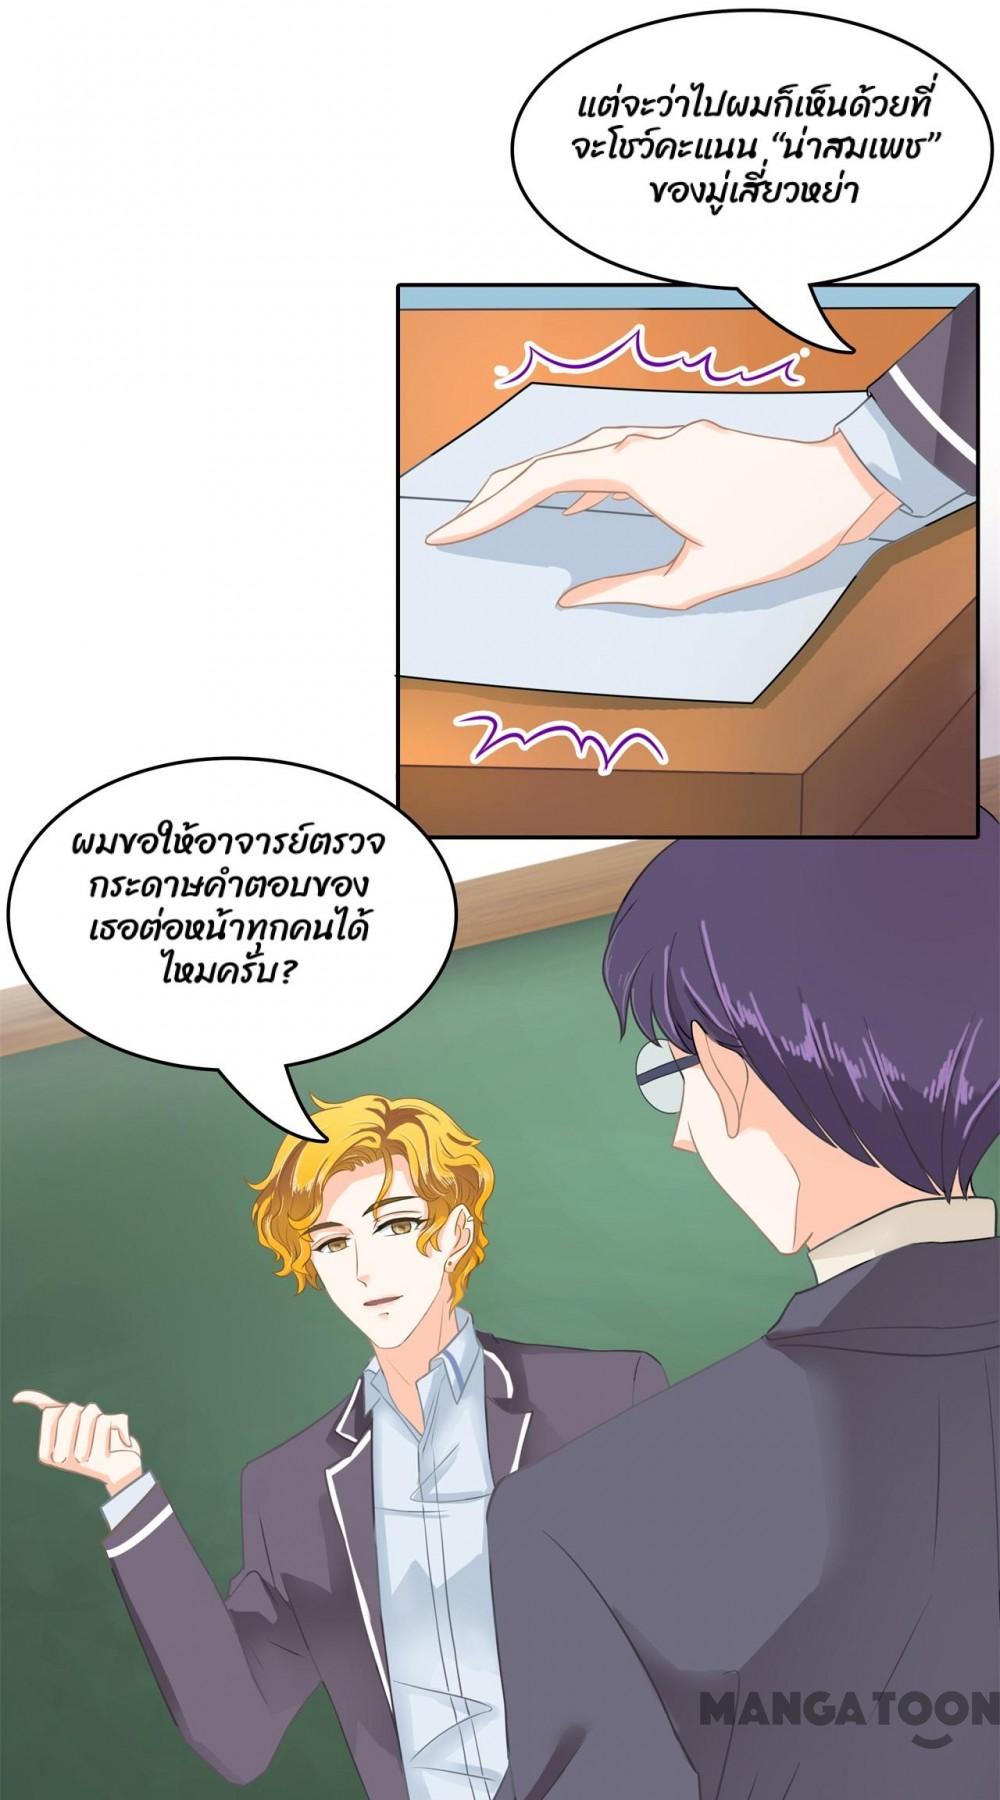 แต่จะว่าไปผมก็เห็นด้วยที่
จะโชว์คะแนน “น่าสมเพช”
ของมู่เสี่ยวหย่า
ผมขอให้อาจารย์ตรวจ
กระดาษคำตอบของ
เธอต่อหน้าทุกคนได้
ไหมครับ?
MANGATOON